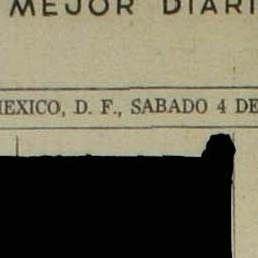 MEJOR DIARI
MEXICO, D. F., SABADO 4 DE